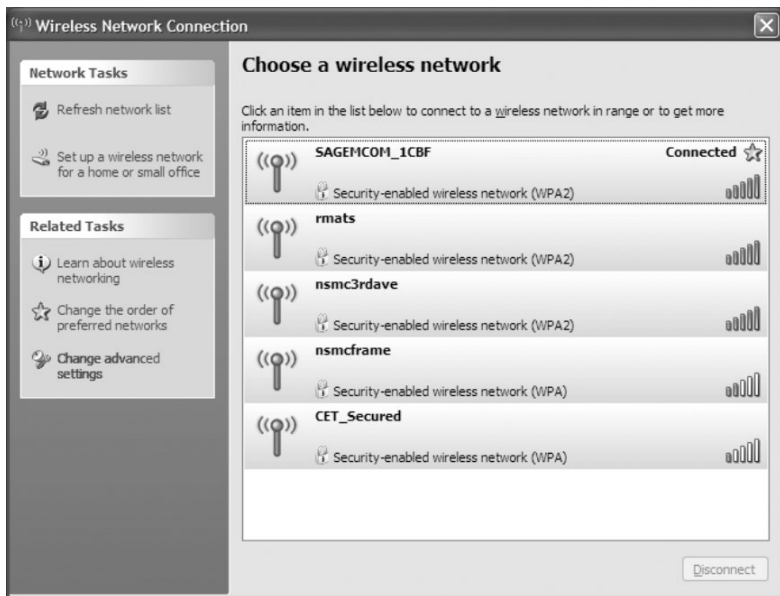 Wireless Network Connection
Network Tasks
Refresh network list
Set up a wireless network
for a home or small office
Related Tasks
Learn about wireless
networking
Change the order of
preferred networks
Change advanced
settings
Choose a wireless network
Click an item in the list below to connect to a wireless network in range or to get more
information.
SAGEMCOM_1CBF Connected
Security-enabled wireless network (WPA2)
rmats
Security-enabled wireless network (WPA2)
nsmc3rdave
Security-enabled wireless network (WPA2)
nsmcframe
Security-enabled wireless network (WPA)
CET_Secured
Security-enabled wireless network (WPA)
Disconnect